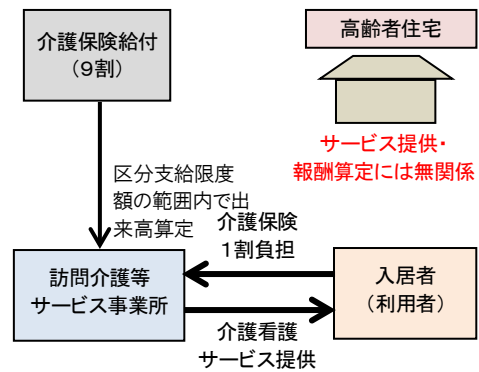 介護保険給付
（９割）
高齢者住宅
サービス提供・
報酬算定には無関係
区分支給限度
額の範囲内で出
来高算定
介護保険
１割負担
訪問介護等
サービス事業所
入居者
（利用者）
介護看護
サービス提供